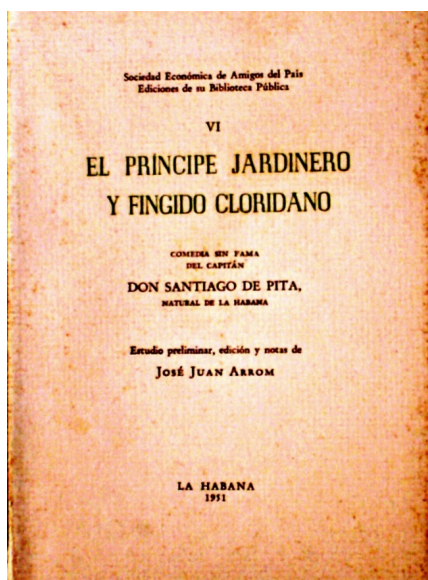 Sociedad Económica de Amigos del País
Ediciones de su Biblioteca Pública
VI
EL PRÍNCIPE JARDINERO
Y FINGIDO CLORIDANO
COMEDIA SIN FAMA
DEL CAPITÁN
DON SANTIAGO DE PITA,
NATURAL DE LA HABANA
Estudio preliminar, edición y notas de
JOSÉ JUAN ARROM
LA HABANA
1951